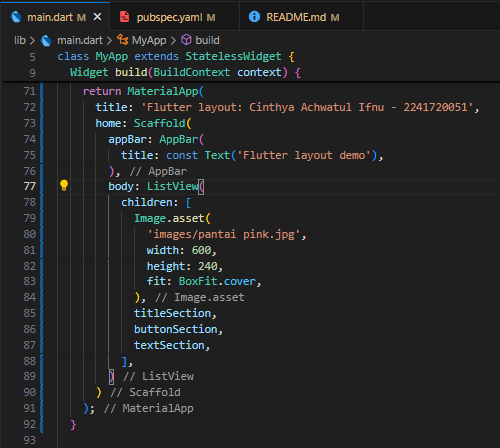 main.dart M × pubspec.yaml M README.md M
lib > main.dart > MyApp > build
5 class MyApp extends StatelessWidget {
9 Widget build(BuildContext context) {
71 return MaterialApp(
72 title: 'Flutter layout: Cinthya Achwatul Ifnu - 2241720051',
73 home: Scaffold(
74 appBar: AppBar(
75 title: const Text('Flutter layout demo'),
76 ), // AppBar
77 body: ListView(
78 children: [
79 Image.asset(
80 'images/pantai pink.jpg',
81 width: 600,
82 height: 240,
83 fit: BoxFit.cover,
84 ), // Image.asset
85 titleSection,
86 buttonSection,
87 textSection,
88 ],
89 ) // ListView
90 ) // Scaffold
91 ); // MaterialApp
92 }
93